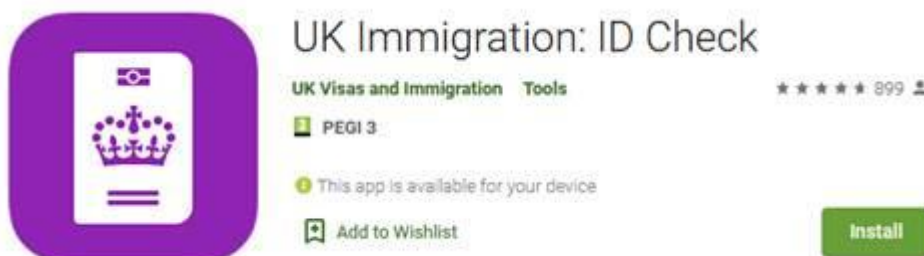 UK Immigration: ID Check
UK Visas and Immigration Tools
899
PEGI 3
This app is available for your device
Add to Wishlist
Install